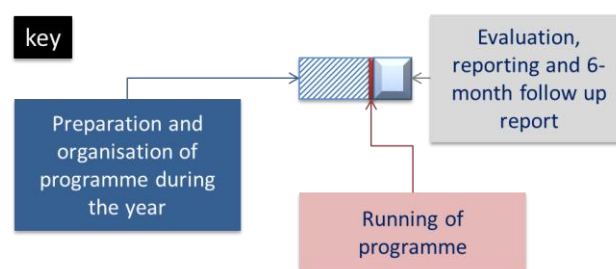 key
Evaluation,
reporting and 6-
month follow up
report
Preparation and
organisation of
programme during
the year
Running of
programme